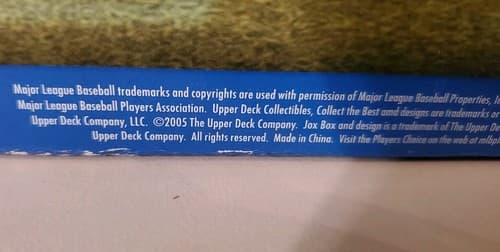 Major League Baseball trademarks and copyrights are used with permission of Major League Baseball Properties,
Major League Baseball Players Association. Upper Deck Collectibles, Collect the Best and designs are trademarks or
Upper Deck Company, LLC. ©2005 The Upper Deck Company. Jax Box and design is a trademark of The Upper De
Upper Deck Company. All rights reserved. Made in China. Visit the Players Choice on the web at mlbpl